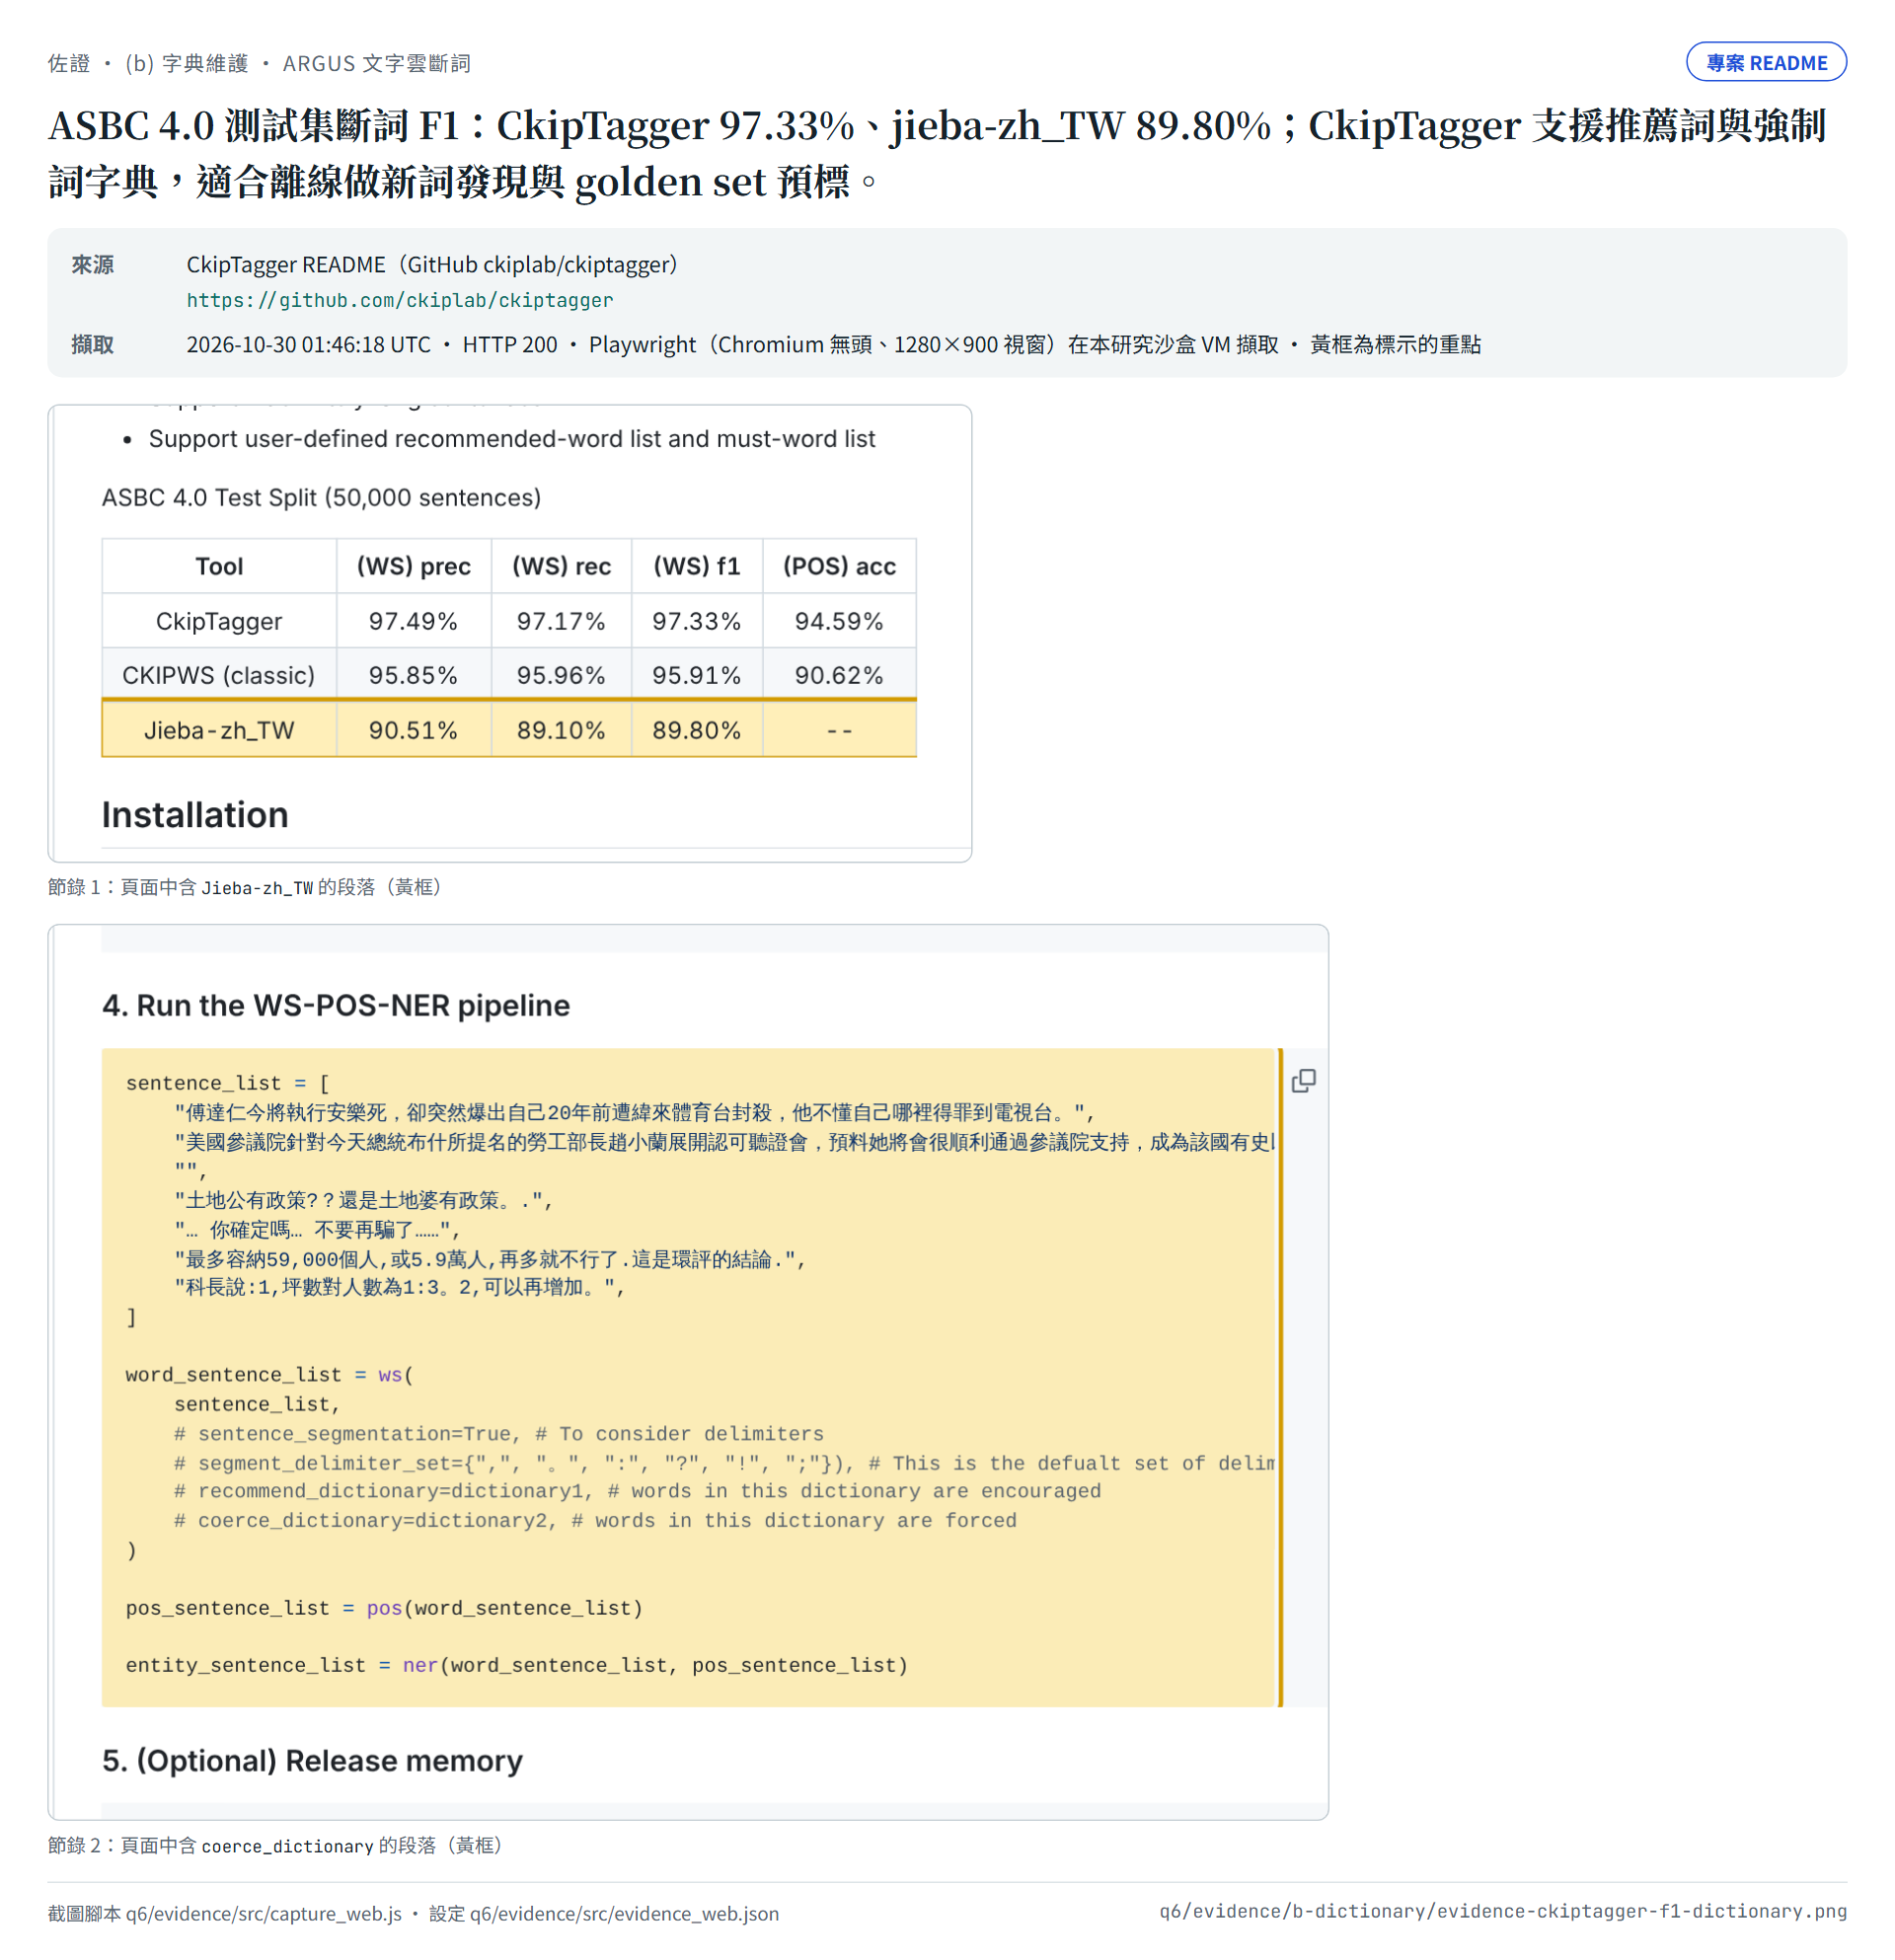 佐證 · (b) 字典維護 · ARGUS 文字雲斷詞
專案 README
ASBC 4.0 測試集斷詞 F1：CkipTagger 97.33%、jieba-zh_TW 89.80%；CkipTagger 支援推薦詞與強制
詞字典，適合離線做新詞發現與 golden set 預標。
來源 CkipTagger README（GitHub ckiplab/ckiptagger）
https://github.com/ckiplab/ckiptagger
擷取 2026-10-30 01:46:18 UTC · HTTP 200 · Playwright（Chromium 無頭、1280×900 視窗）在本研究沙盒 VM 擷取 · 黃框為標示的重點
• Support user-defined recommended-word list and must-word list
ASBC 4.0 Test Split (50,000 sentences)
Tool (WS) prec (WS) rec (WS) f1 (POS) acc
CkipTagger 97.49% 97.17% 97.33% 94.59%
CKIPWS (classic) 95.85% 95.96% 95.91% 90.62%
Jieba-zh_TW 90.51% 89.10% 89.80% --
Installation
節錄 1：頁面中含 Jieba-zh_TW 的段落（黃框）
4. Run the WS-POS-NER pipeline
sentence_list = [
"傅達仁今將執行安樂死，卻突然爆出自己20年前遭緯來體育台封殺，他不懂自己哪裡得罪到電視台。",
"美國參議院針對今天總統布什所提名的勞工部長趙小蘭展開認可聽證會，預料她將會很順利通過參議院支持，成為該國有史
"",
"土地公有政策?？還是土地婆有政策。.",
"… 你確定嗎… 不要再騙了……",
"最多容納59,000個人,或5.9萬人,再多就不行了.這是環評的結論.",
"科長說:1,坪數對人數為1:3。2,可以再增加。",
]
word_sentence_list = ws(
sentence_list,
# sentence_segmentation=True, # To consider delimiters
# segment_delimiter_set={",", "。", ":", "?", "!", ";"}), # This is the defualt set of delim
# recommend_dictionary=dictionary1, # words in this dictionary are encouraged
# coerce_dictionary=dictionary2, # words in this dictionary are forced
)
pos_sentence_list = pos(word_sentence_list)
entity_sentence_list = ner(word_sentence_list, pos_sentence_list)
5. (Optional) Release memory
節錄 2：頁面中含 coerce_dictionary 的段落（黃框）
截圖腳本 q6/evidence/src/capture_web.js · 設定 q6/evidence/src/evidence_web.json
q6/evidence/b-dictionary/evidence-ckiptagger-f1-dictionary.png